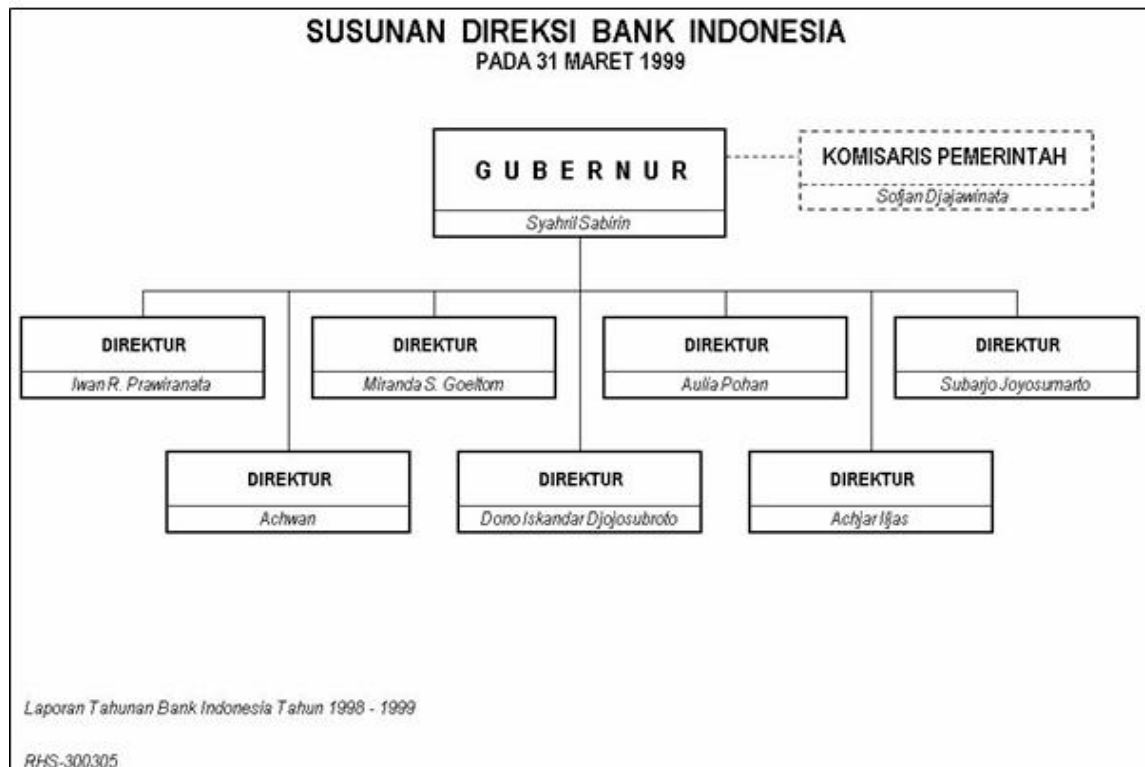 SUSUNAN DIREKSI BANK INDONESIA
PADA 31 MARET 1999
GUBERNUR
Syahril Sabirin
KOMISARIS PEMERINTAH
Sofjan Djajawinata
DIREKTUR
Iwan R. Prawiranata
DIREKTUR
Miranda S. Goeltom
DIREKTUR
Aulia Pohan
DIREKTUR
Subarjo Joyosumarto
DIREKTUR
Achwan
DIREKTUR
Dono Iskandar Djojosubroto
DIREKTUR
Achjar Iljas
Laporan Tahunan Bank Indonesia Tahun 1998 - 1999
RHS-300305